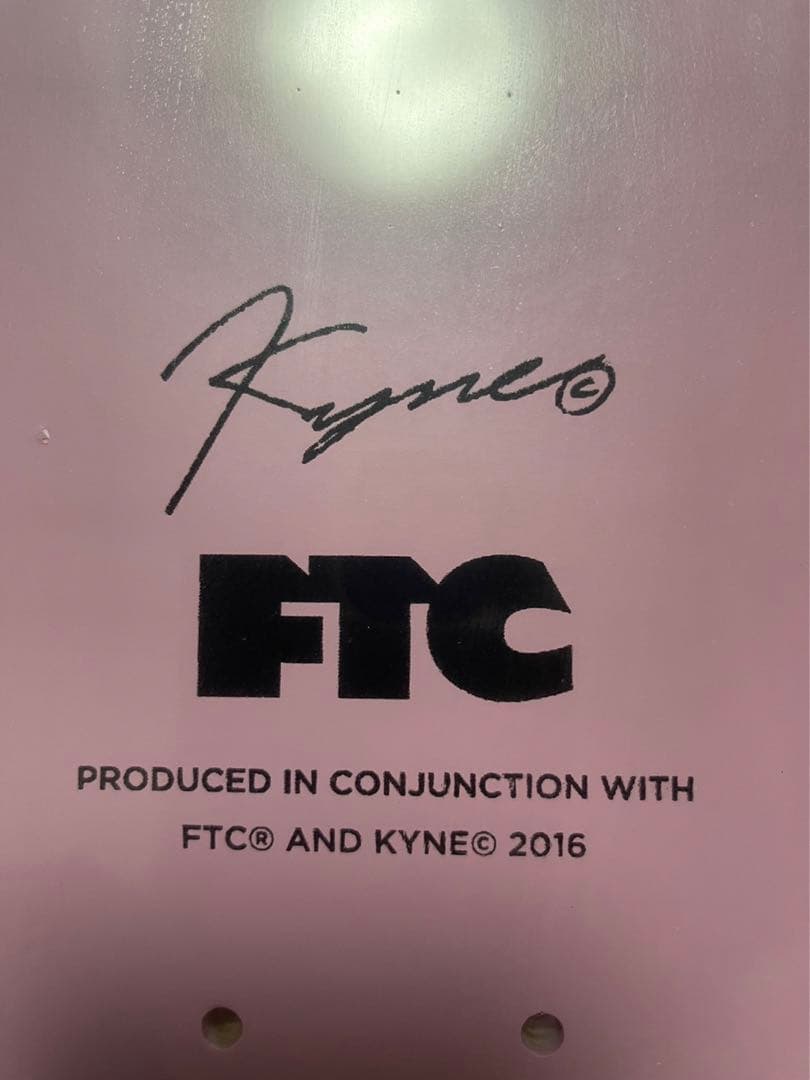 Kyne©
FTC
PRODUCED IN CONJUNCTION WITH
FTC® AND KYNE© 2016